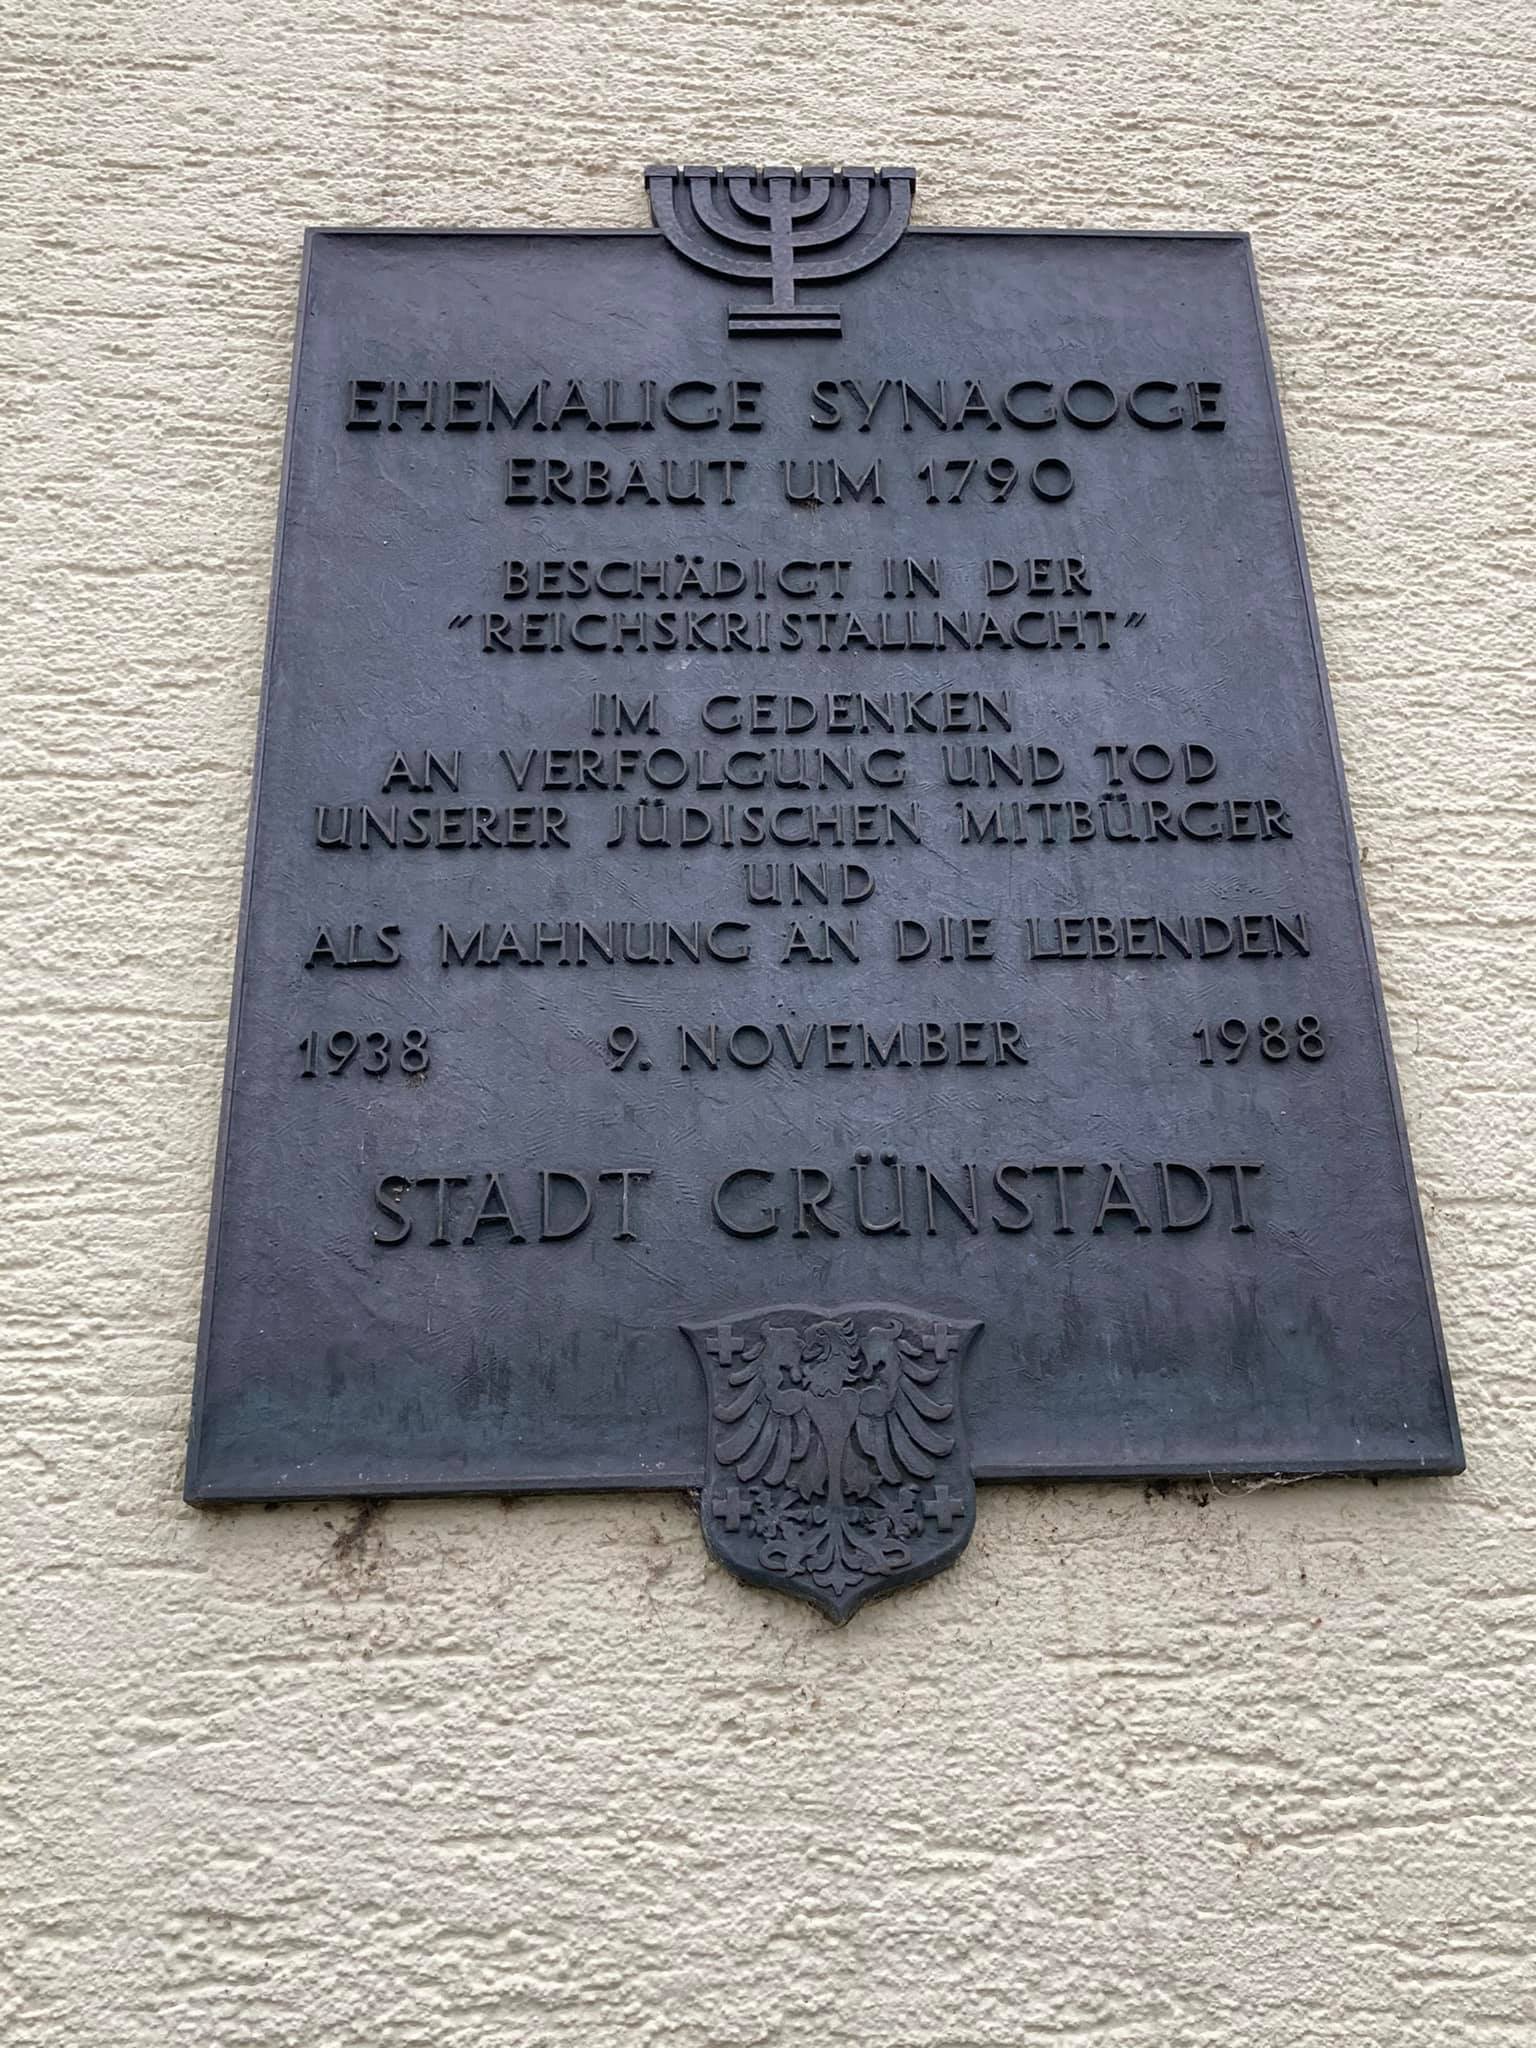 EHEMALIGE SYNAGOGE
ERBAUT UM 1790
BESCHÄDIGT IN DER
"REICHSKRISTALLNACHT"
IM GEDENKEN
AN VERFOLGUNG UND TOD
UNSERER JÜDISCHEN MITBÜRGER
UND
ALS MAHNUNG AN DIE LEBENDEN
1938 9. NOVEMBER 1988
STADT GRÜNSTADT